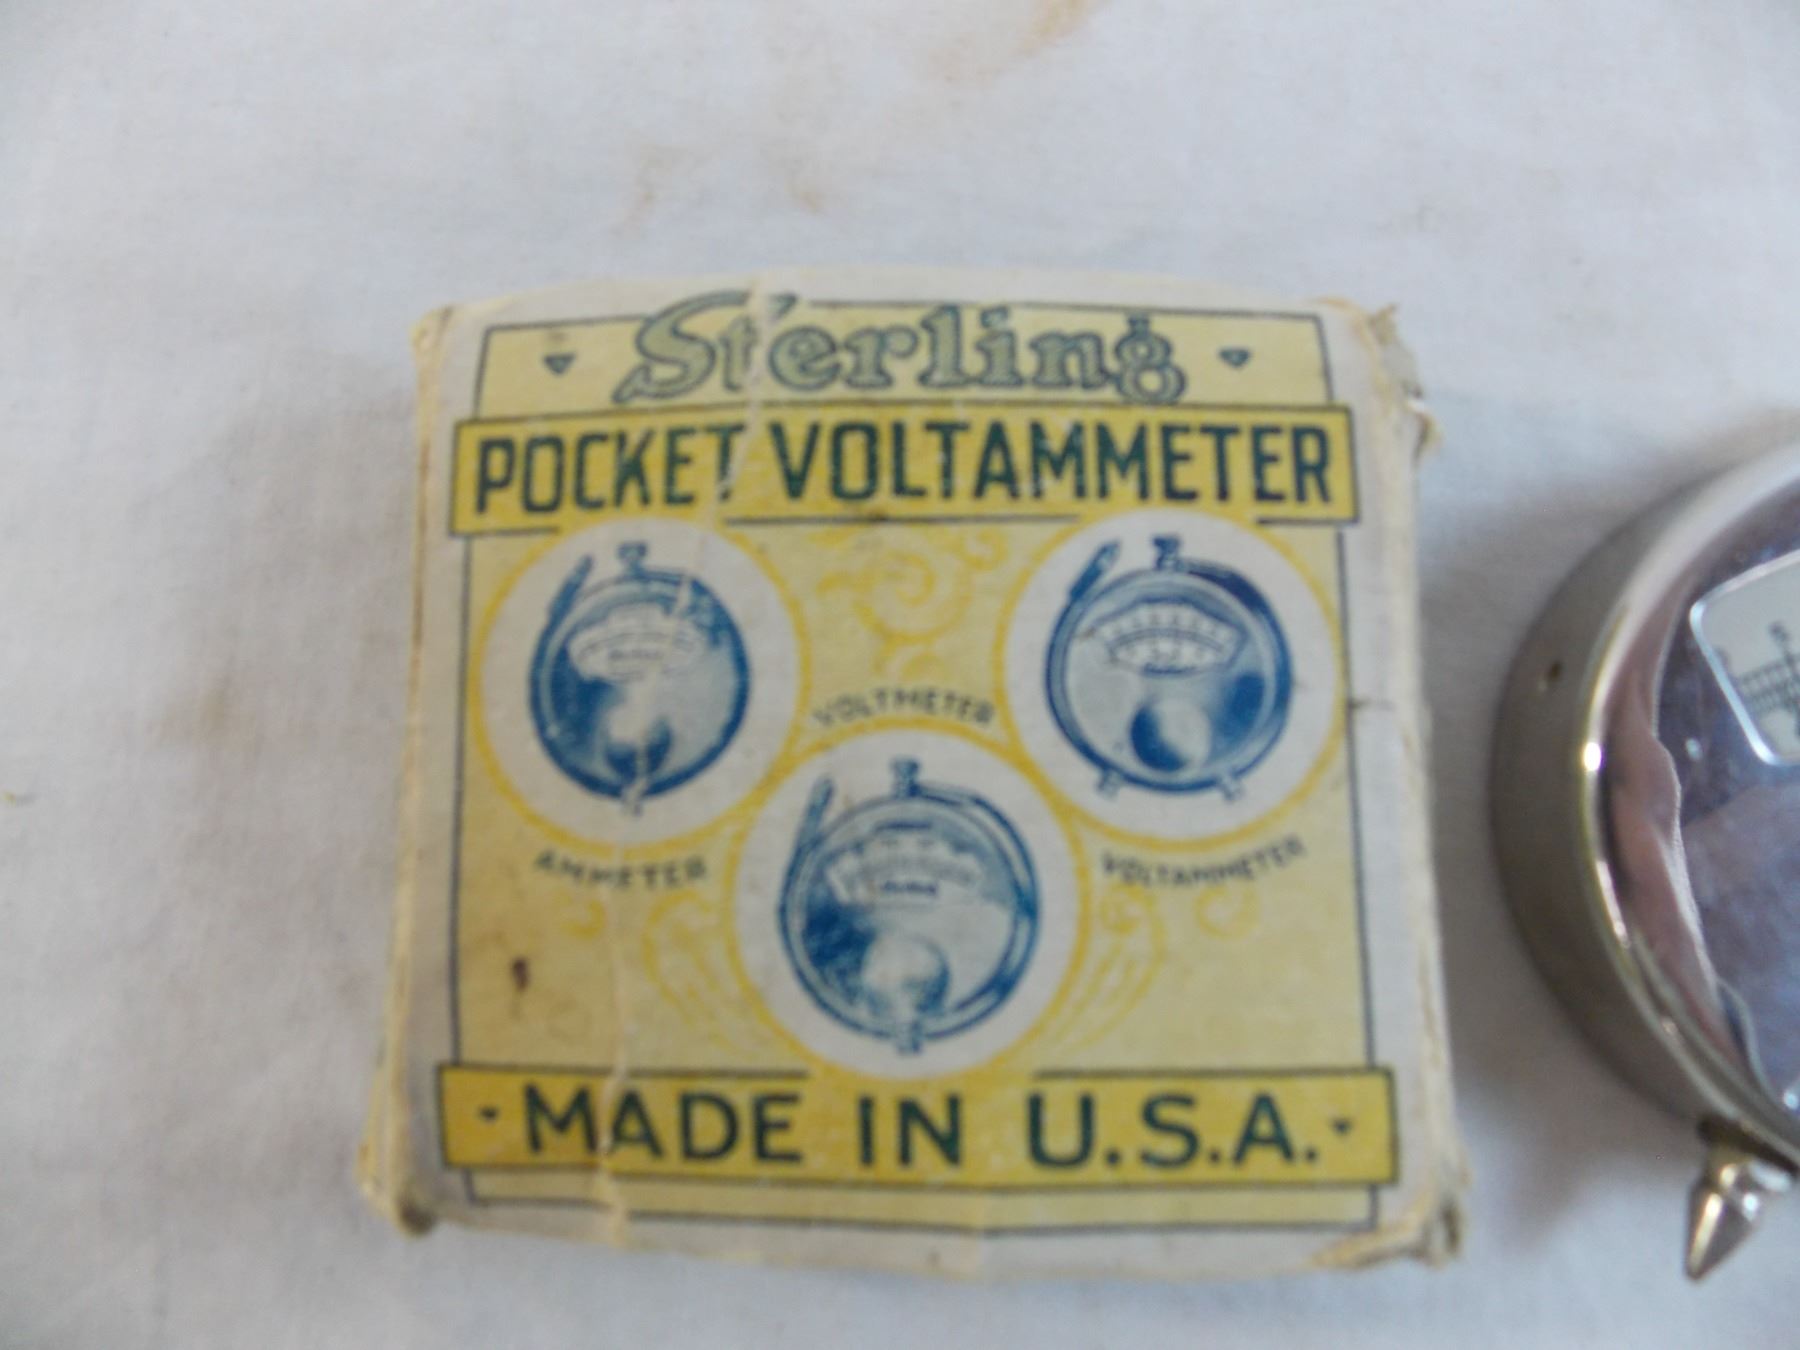 Sterling
POCKET VOLTAMMETER
VOLTMETER
AMMETER
VOLTAMMETER
MADE IN U.S.A.